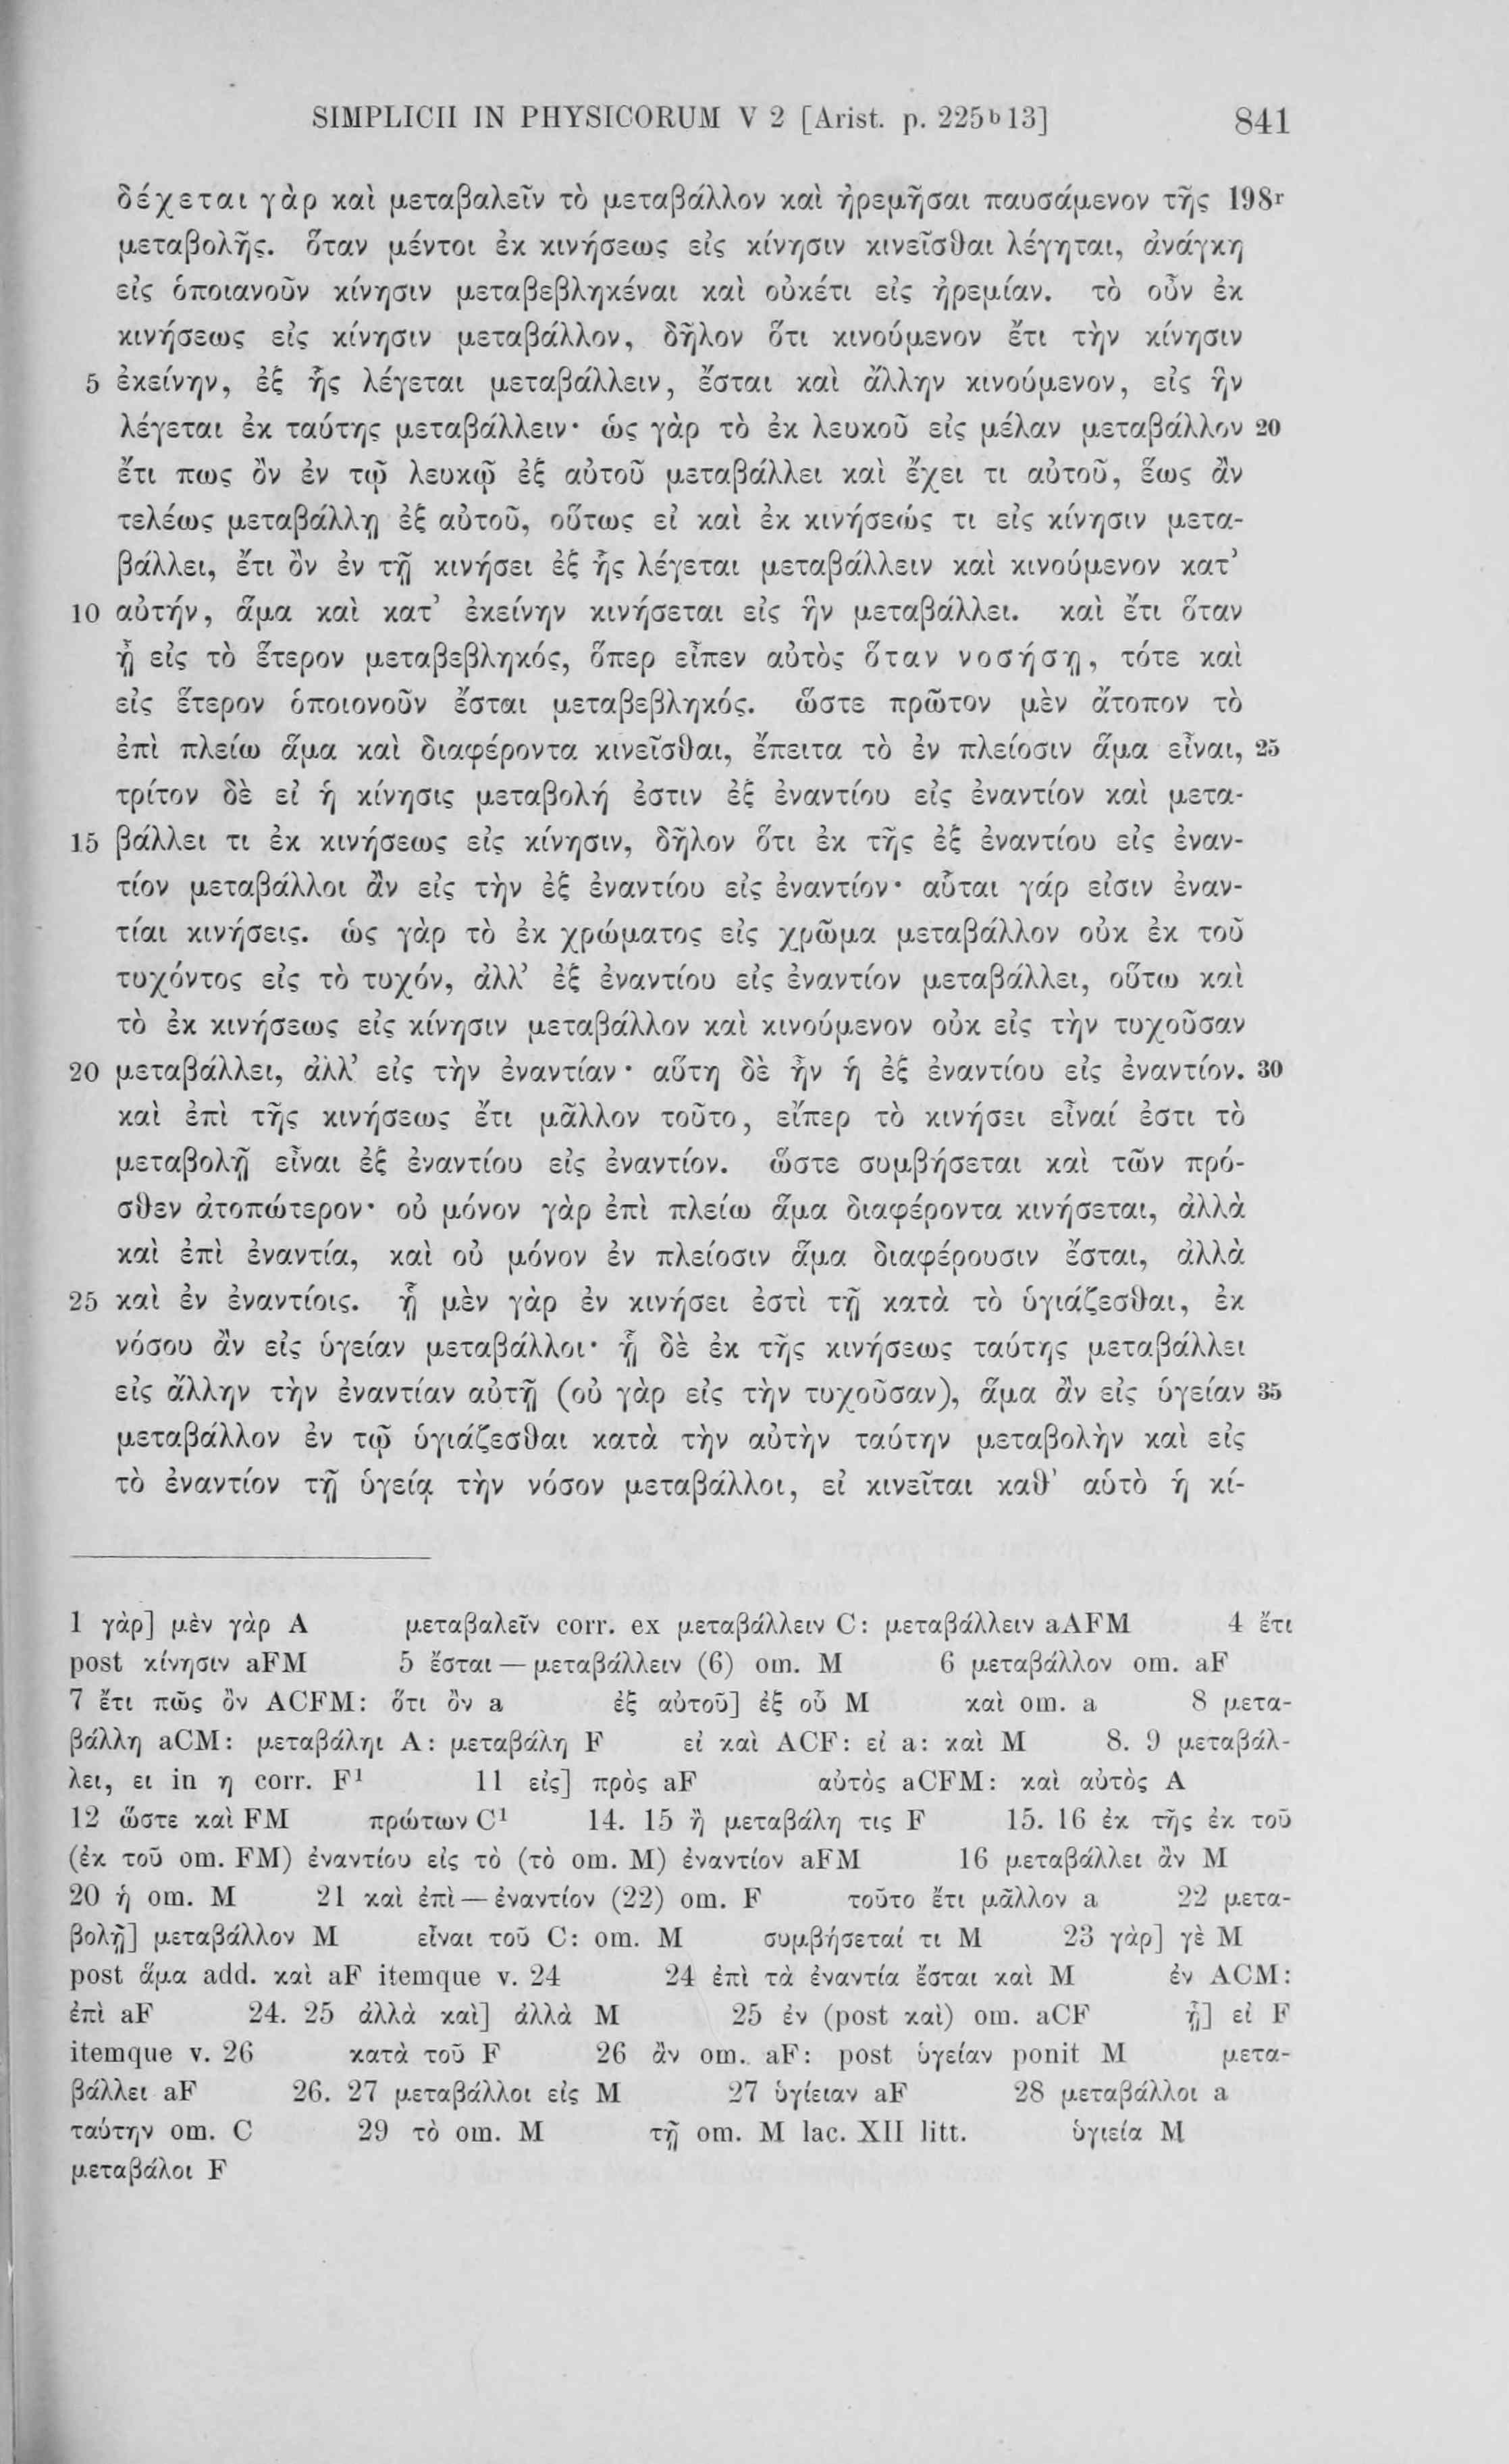 SIMPLICII IN PHYSICORUM V 2 [Arist. p. 225ᵇ13] 841
δέχεται γὰρ καὶ μεταβαλεῖν τὸ μεταβάλλον καὶ ἠρεμῆσαι παυσάμενον τῆς 198ʳ
μεταβολῆς. ὅταν μέντοι ἐκ κινήσεως εἰς κίνησιν κινεῖσθαι λέγηται, ἀνάγκη
εἰς ὁποιανοῦν κίνησιν μεταβεβληκέναι καὶ οὐκέτι εἰς ἠρεμίαν. τὸ οὖν ἐκ
κινήσεως εἰς κίνησιν μεταβάλλον, δῆλον ὅτι κινούμενον ἔτι τὴν κίνησιν
5 ἐκείνην, ἐξ ἧς λέγεται μεταβάλλειν, ἔσται καὶ ἄλλην κινούμενον, εἰς ἣν
λέγεται ἐκ ταύτης μεταβάλλειν· ὡς γὰρ τὸ ἐκ λευκοῦ εἰς μέλαν μεταβάλλον 20
ἔτι πως ὂν ἐν τῷ λευκῷ ἐξ αὐτοῦ μεταβάλλει καὶ ἔχει τι αὐτοῦ, ἕως ἂν
τελέως μεταβάλλῃ ἐξ αὐτοῦ, οὕτως εἰ καὶ ἐκ κινήσεώς τι εἰς κίνησιν μετα-
βάλλει, ἔτι ὂν ἐν τῇ κινήσει ἐξ ἧς λέγεται μεταβάλλειν καὶ κινούμενον κατ’
10 αὐτήν, ἅμα καὶ κατ’ ἐκείνην κινήσεται εἰς ἣν μεταβάλλει. καὶ ἔτι ὅταν
ᾖ εἰς τὸ ἕτερον μεταβεβληκός, ὅπερ εἶπεν αὐτὸς ὅταν νοσήσῃ, τότε καὶ
εἰς ἕτερον ὁποιονοῦν ἔσται μεταβεβληκός. ὥστε πρῶτον μὲν ἄτοπον τὸ
ἐπὶ πλείω ἅμα καὶ διαφέροντα κινεῖσθαι, ἔπειτα τὸ ἐν πλείοσιν ἅμα εἶναι, 25
τρίτον δὲ εἰ ἡ κίνησις μεταβολή ἐστιν ἐξ ἐναντίου εἰς ἐναντίον καὶ μετα-
15 βάλλει τι ἐκ κινήσεως εἰς κίνησιν, δῆλον ὅτι ἐκ τῆς ἐξ ἐναντίου εἰς ἐναν-
τίον μεταβάλλοι ἂν εἰς τὴν ἐξ ἐναντίου εἰς ἐναντίον· αὗται γάρ εἰσιν ἐναν-
τίαι κινήσεις. ὡς γὰρ τὸ ἐκ χρώματος εἰς χρῶμα μεταβάλλον οὐκ ἐκ τοῦ
τυχόντος εἰς τὸ τυχόν, ἀλλ’ ἐξ ἐναντίου εἰς ἐναντίον μεταβάλλει, οὕτω καὶ
τὸ ἐκ κινήσεως εἰς κίνησιν μεταβάλλον καὶ κινούμενον οὐκ εἰς τὴν τυχοῦσαν
20 μεταβάλλει, ἀλλ’ εἰς τὴν ἐναντίαν· αὕτη δὲ ἦν ἡ ἐξ ἐναντίου εἰς ἐναντίον. 30
καὶ ἐπὶ τῆς κινήσεως ἔτι μᾶλλον τοῦτο, εἴπερ τὸ κινήσει εἶναί ἐστι τὸ
μεταβολῇ εἶναι ἐξ ἐναντίου εἰς ἐναντίον. ὥστε συμβήσεται καὶ τῶν πρό-
σθεν ἀτοπώτερον· οὐ μόνον γὰρ ἐπὶ πλείω ἅμα διαφέροντα κινήσεται, ἀλλὰ
καὶ ἐπὶ ἐναντία, καὶ οὐ μόνον ἐν πλείοσιν ἅμα διαφέρουσιν ἔσται, ἀλλὰ
25 καὶ ἐν ἐναντίοις. ᾗ μὲν γὰρ ἐν κινήσει ἐστὶ τῇ κατὰ τὸ ὑγιάζεσθαι, ἐκ
νόσου ἂν εἰς ὑγείαν μεταβάλλοι· ᾗ δὲ ἐκ τῆς κινήσεως ταύτης μεταβάλλει
εἰς ἄλλην τὴν ἐναντίαν αὐτῇ (οὐ γὰρ εἰς τὴν τυχοῦσαν), ἅμα ἂν εἰς ὑγείαν 35
μεταβάλλον ἐν τῷ ὑγιάζεσθαι κατὰ τὴν αὐτὴν ταύτην μεταβολὴν καὶ εἰς
τὸ ἐναντίον τῇ ὑγείᾳ τὴν νόσον μεταβάλλοι, εἰ κινεῖται καθ’ αὑτὸ ἡ κί-
1 γὰρ] μὲν γὰρ A μεταβαλεῖν corr. ex μεταβάλλειν C: μεταβάλλειν aAFM 4 ἔτι
post κίνησιν aFM 5 ἔσται — μεταβάλλειν (6) om. M 6 μεταβάλλον om. aF
7 ἔτι πῶς ὂν ACFM: ὅτι ὂν a ἐξ αὐτοῦ] ἐξ οὗ M καὶ om. a 8 μετα-
βάλλη aCM: μεταβάληι A: μεταβάλη F εἰ καὶ ACF: εἰ a: καὶ M 8. 9 μεταβάλ-
λει, ει in η corr. F¹ 11 εἰς] πρὸς aF αὐτὸς aCFM: καὶ αὐτὸς A
12 ὥστε καὶ FM πρώτων C¹ 14. 15 ἢ μεταβάλη τις F 15. 16 ἐκ τῆς ἐκ τοῦ
(ἐκ τοῦ om. FM) ἐναντίου εἰς τὸ (τὸ om. M) ἐναντίον aFM 16 μεταβάλλει ἂν M
20 ἡ om. M 21 καὶ ἐπὶ — ἐναντίον (22) om. F τοῦτο ἔτι μᾶλλον a 22 μετα-
βολῇ] μεταβάλλον M εἶναι τοῦ C: om. M συμβήσεταί τι M 23 γὰρ] γὲ M
post ἅμα add. καὶ aF itemque v. 24 24 ἐπὶ τὰ ἐναντία ἔσται καὶ M ἐν ACM:
ἐπὶ aF 24. 25 ἀλλὰ καὶ] ἀλλὰ M 25 ἐν (post καὶ) om. aCF ᾗ] εἰ F
itemque v. 26 κατὰ τοῦ F 26 ἂν om. aF: post ὑγείαν ponit M μετα-
βάλλει aF 26. 27 μεταβάλλοι εἰς M 27 ὑγίειαν aF 28 μεταβάλλοι a
ταύτην om. C 29 τὸ om. M τῇ om. M lac. XII litt. ὑγιεία M
μεταβάλοι F